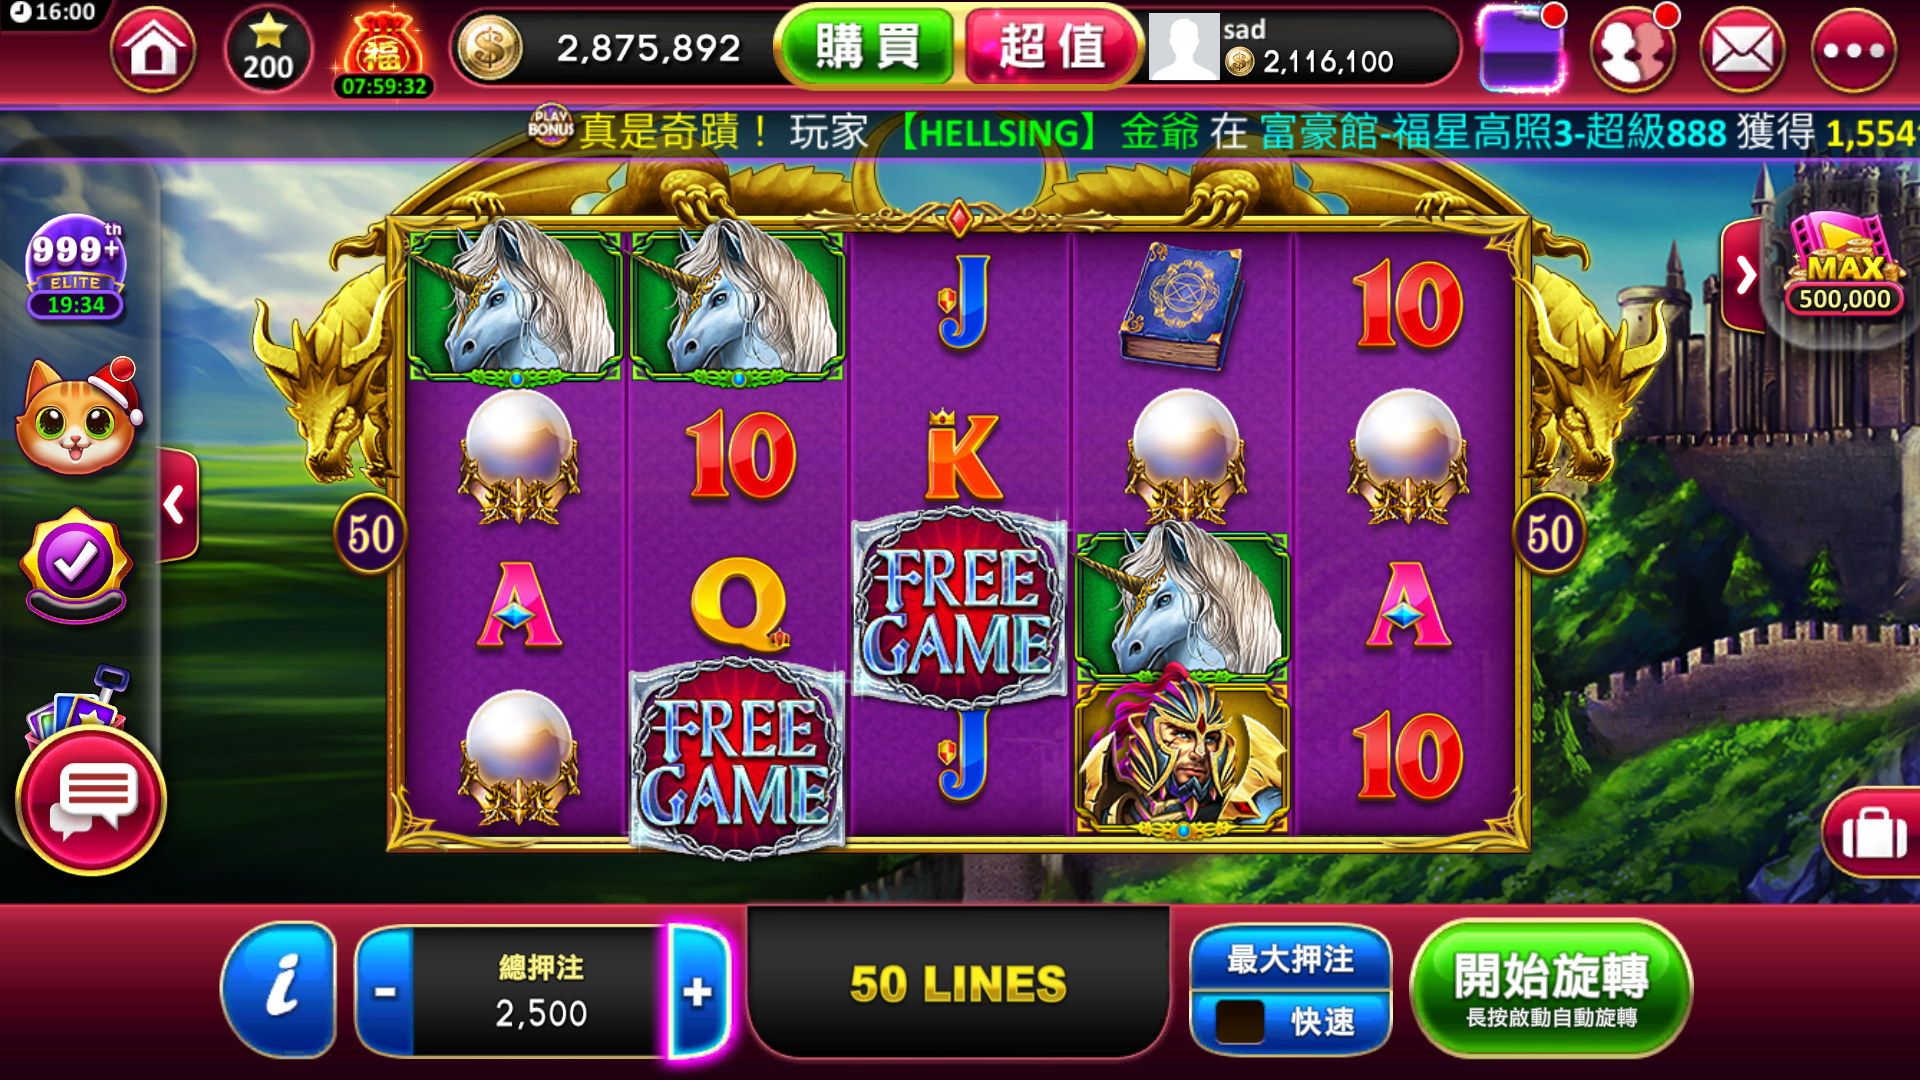 16:00
200
福
07:59:32
2,875,892
購買
超值
sad
2,116,100
PLAY BONUS 真是奇蹟！ 玩家 【HELLSING】 金爺 在 富豪館-福星高照3-超級888 獲得 1,554
999+th
ELITE
19:34
MAX
500,000
J
10
10
K
50
50
A
Q
FREE GAME
A
FREE GAME
J
10
i
-
總押注
2,500
+
50 LINES
最大押注
快速
開始旋轉
長按啟動自動旋轉